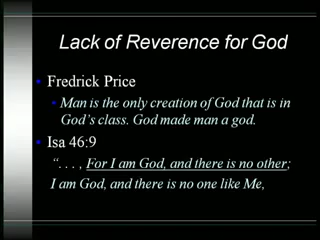 Lack of Reverence for God
Fredrick Price
Man is the only creation of God that is in
God's class. God made man a god.
Isa 46:9
". . . , For I am God, and there is no other;
I am God, and there is no one like Me,